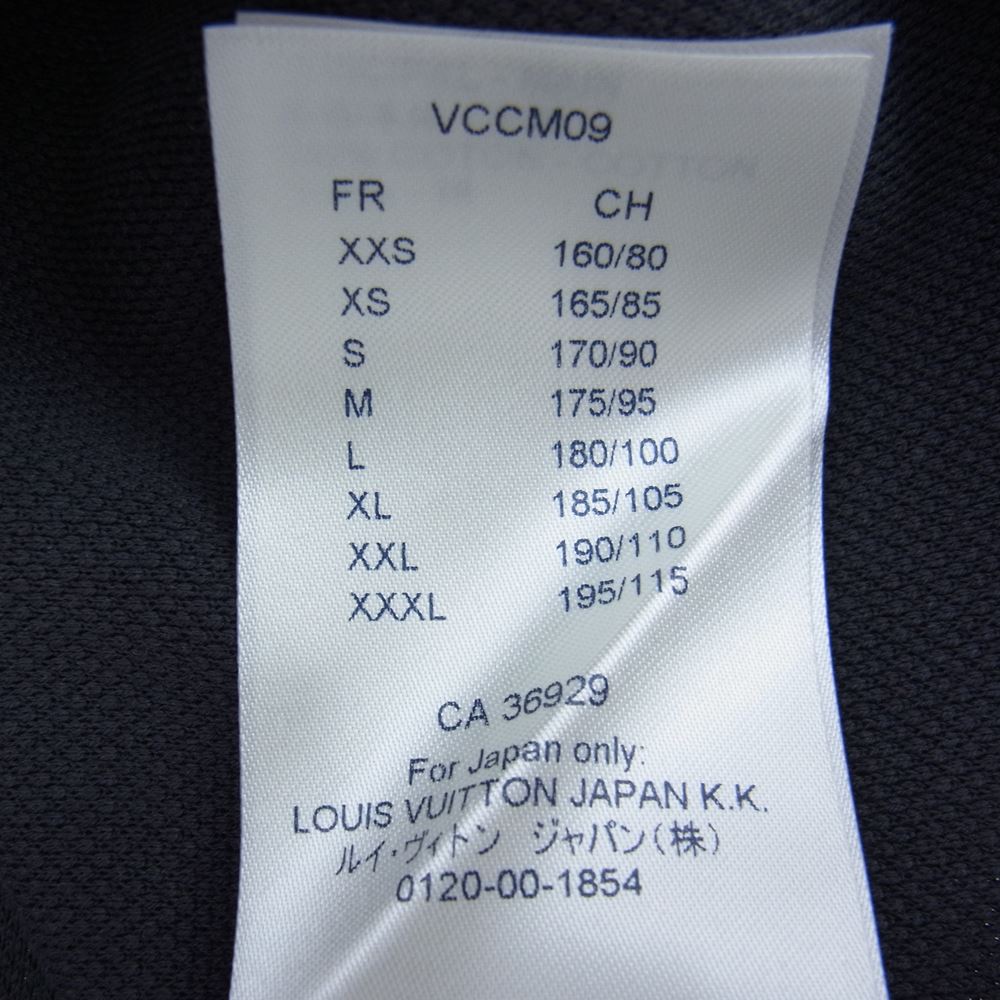 VCCM09
FR CH
XXS 160/80
XS 165/85
S 170/90
M 175/95
L 180/100
XL 185/105
XXL 190/110
XXXL 195/115
CA 36929
For Japan only:
LOUIS VUITTON JAPAN K.K.
ルイ・ヴィトン ジャパン(株)
0120-00-1854